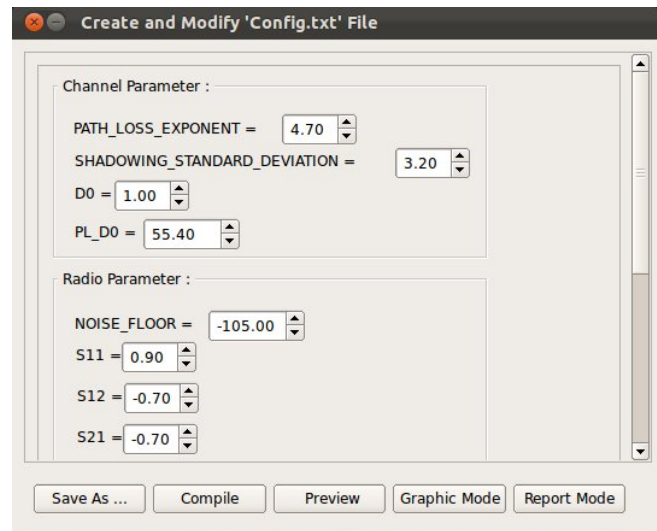 Create and Modify 'Config.txt' File
Channel Parameter :
PATH_LOSS_EXPONENT = 4.70
SHADOWING_STANDARD_DEVIATION = 3.20
D0 = 1.00
PL_D0 = 55.40
Radio Parameter :
NOISE_FLOOR = -105.00
S11 = 0.90
S12 = -0.70
S21 = -0.70
Save As ... Compile Preview Graphic Mode Report Mode